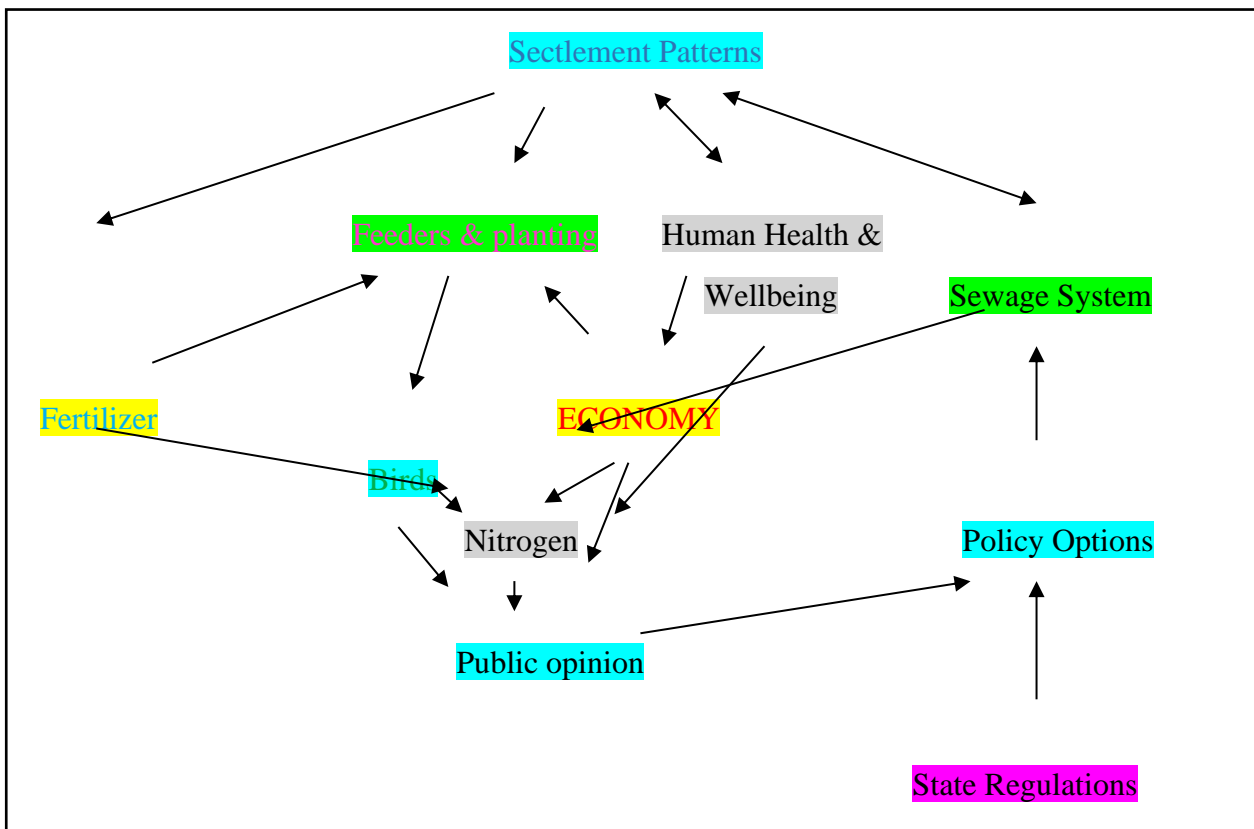 Sectlement Patterns
Feeders & planting
Human Health &
Wellbeing
Sewage System
Fertilizer
ECONOMY
Birds
Nitrogen
Policy Options
Public opinion
State Regulations